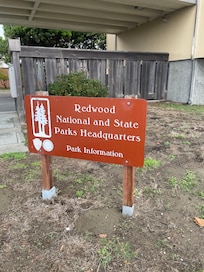 Redwood
National and State
Parks Headquarters
Park Information